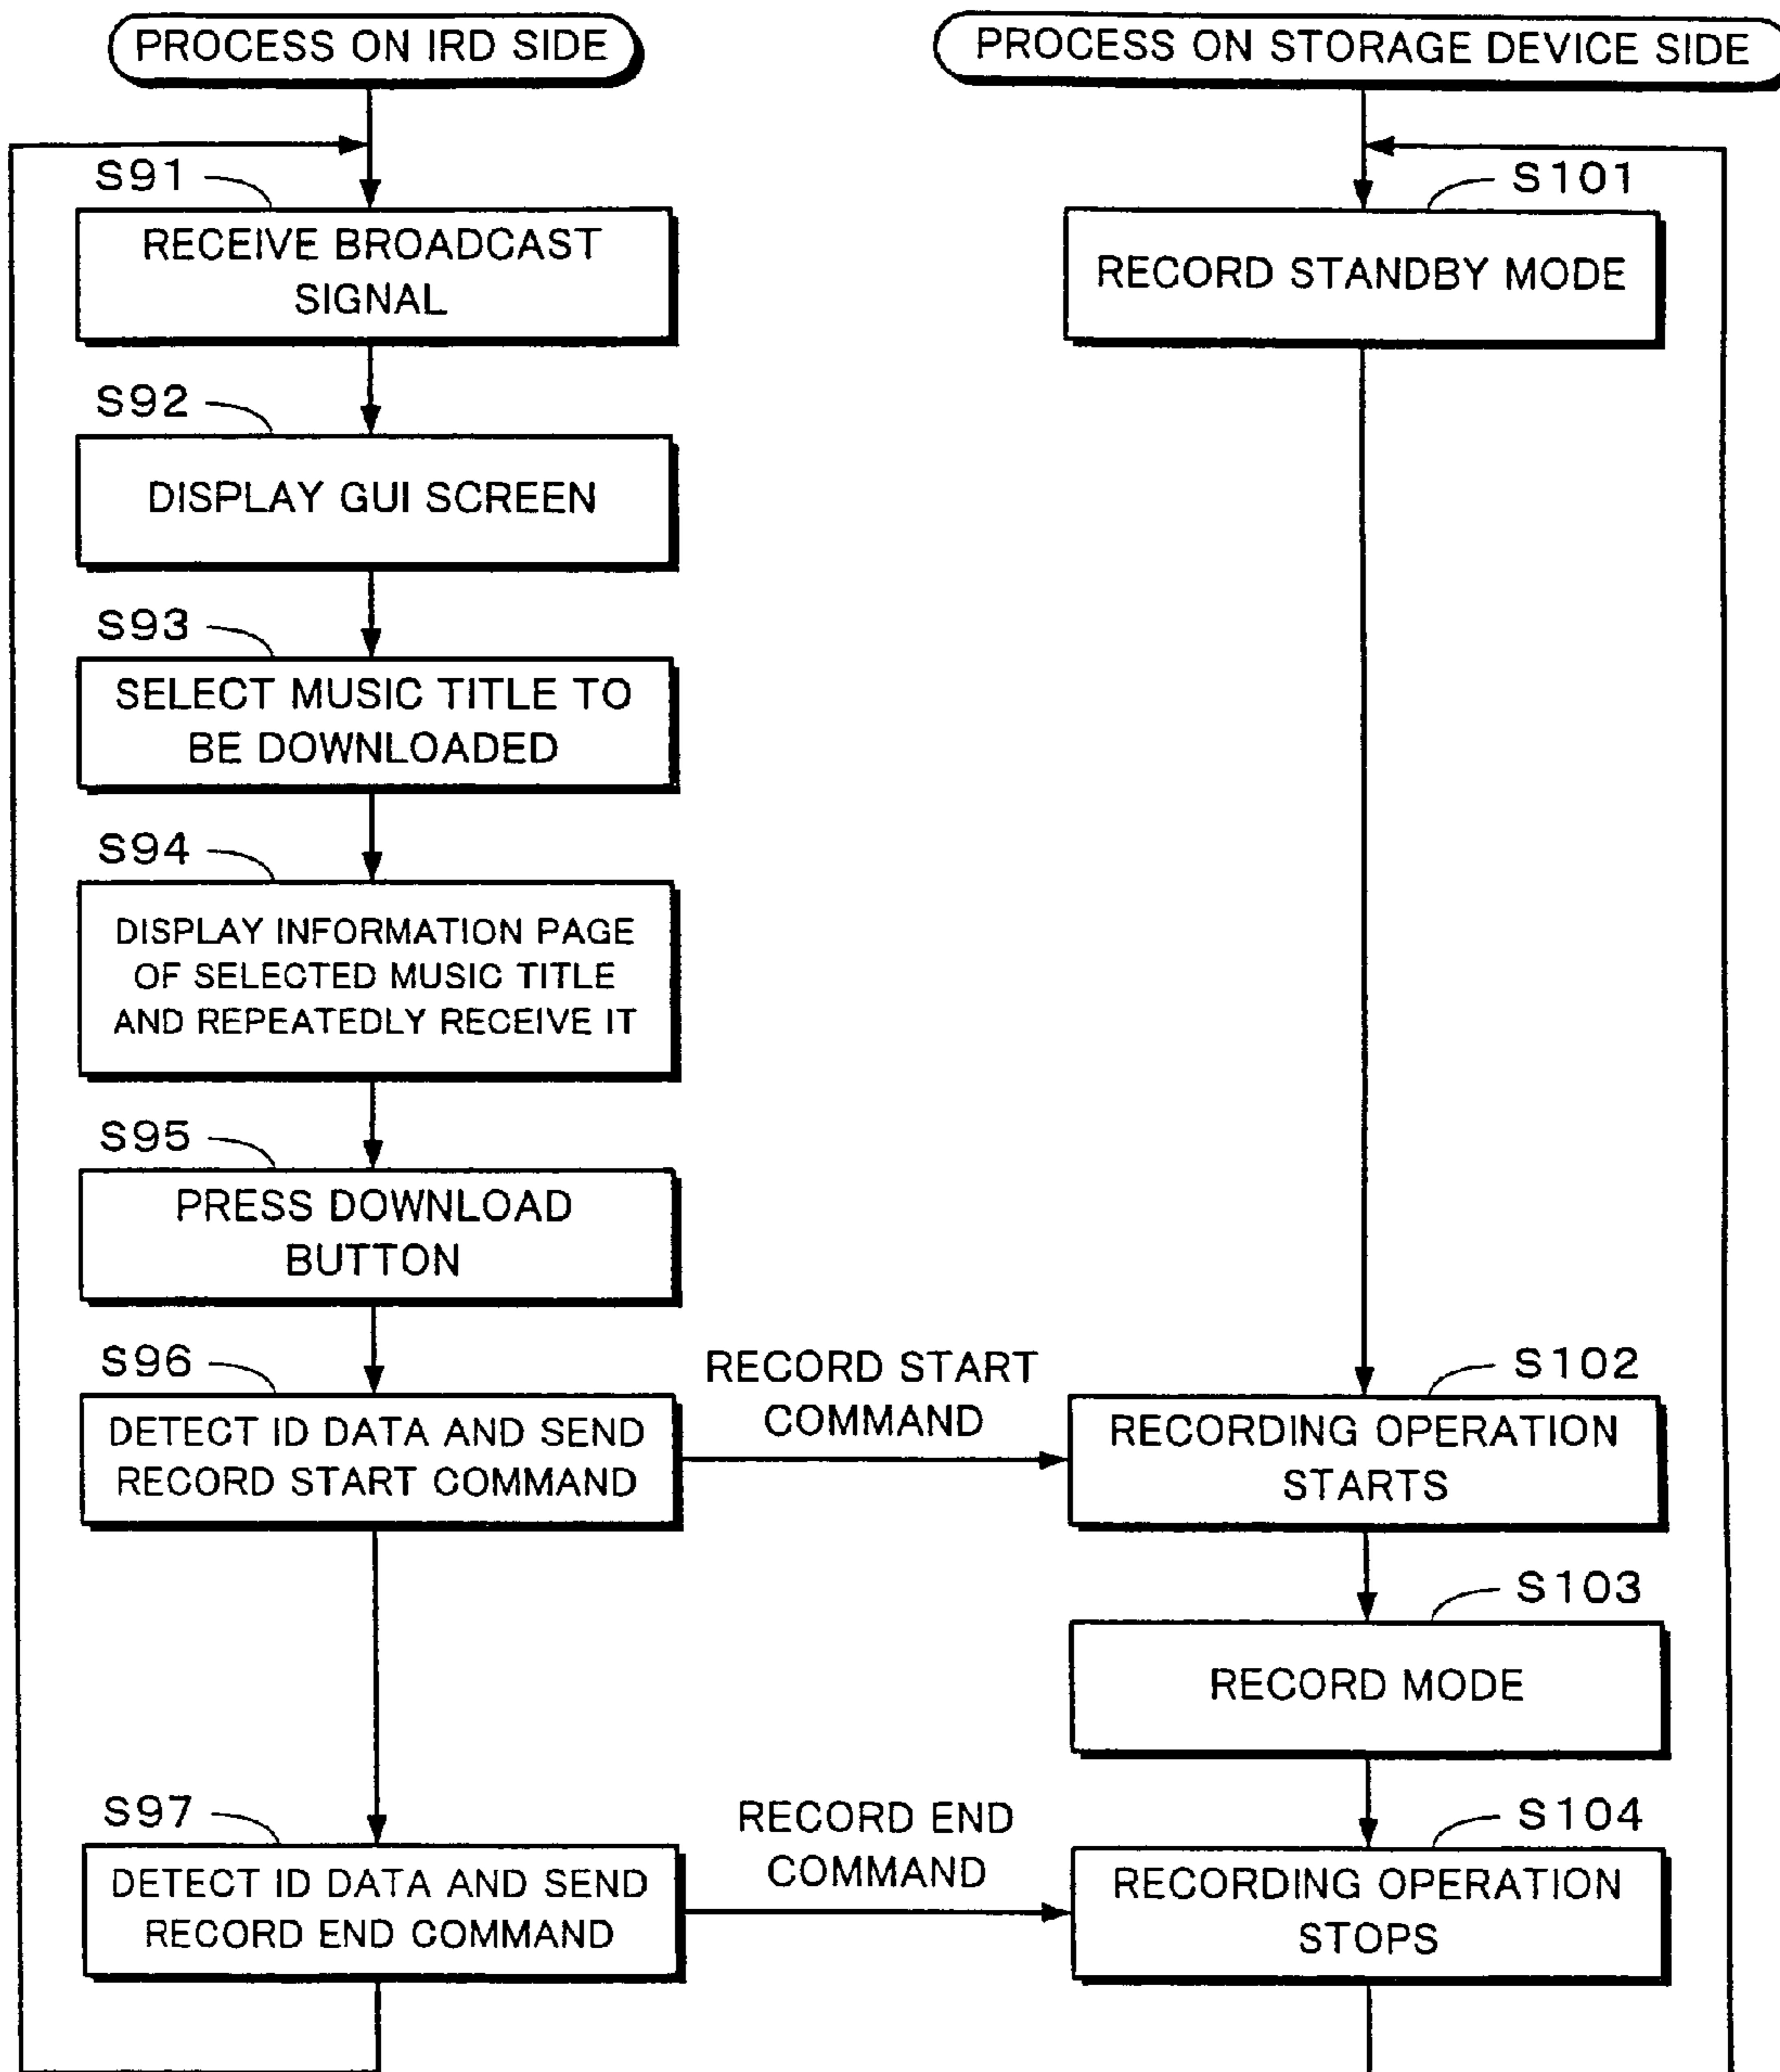 PROCESS ON IRD SIDE
S91
RECEIVE BROADCAST
SIGNAL
S92
DISPLAY GUI SCREEN
S93
SELECT MUSIC TITLE TO
BE DOWNLOADED
S94
DISPLAY INFORMATION PAGE
OF SELECTED MUSIC TITLE
AND REPEATEDLY RECEIVE IT
S95
PRESS DOWNLOAD
BUTTON
S96
DETECT ID DATA AND SEND
RECORD START COMMAND
RECORD START
COMMAND
S97
DETECT ID DATA AND SEND
RECORD END COMMAND
RECORD END
COMMAND
PROCESS ON STORAGE DEVICE SIDE
S101
RECORD STANDBY MODE
S102
RECORDING OPERATION
STARTS
S103
RECORD MODE
S104
RECORDING OPERATION
STOPS